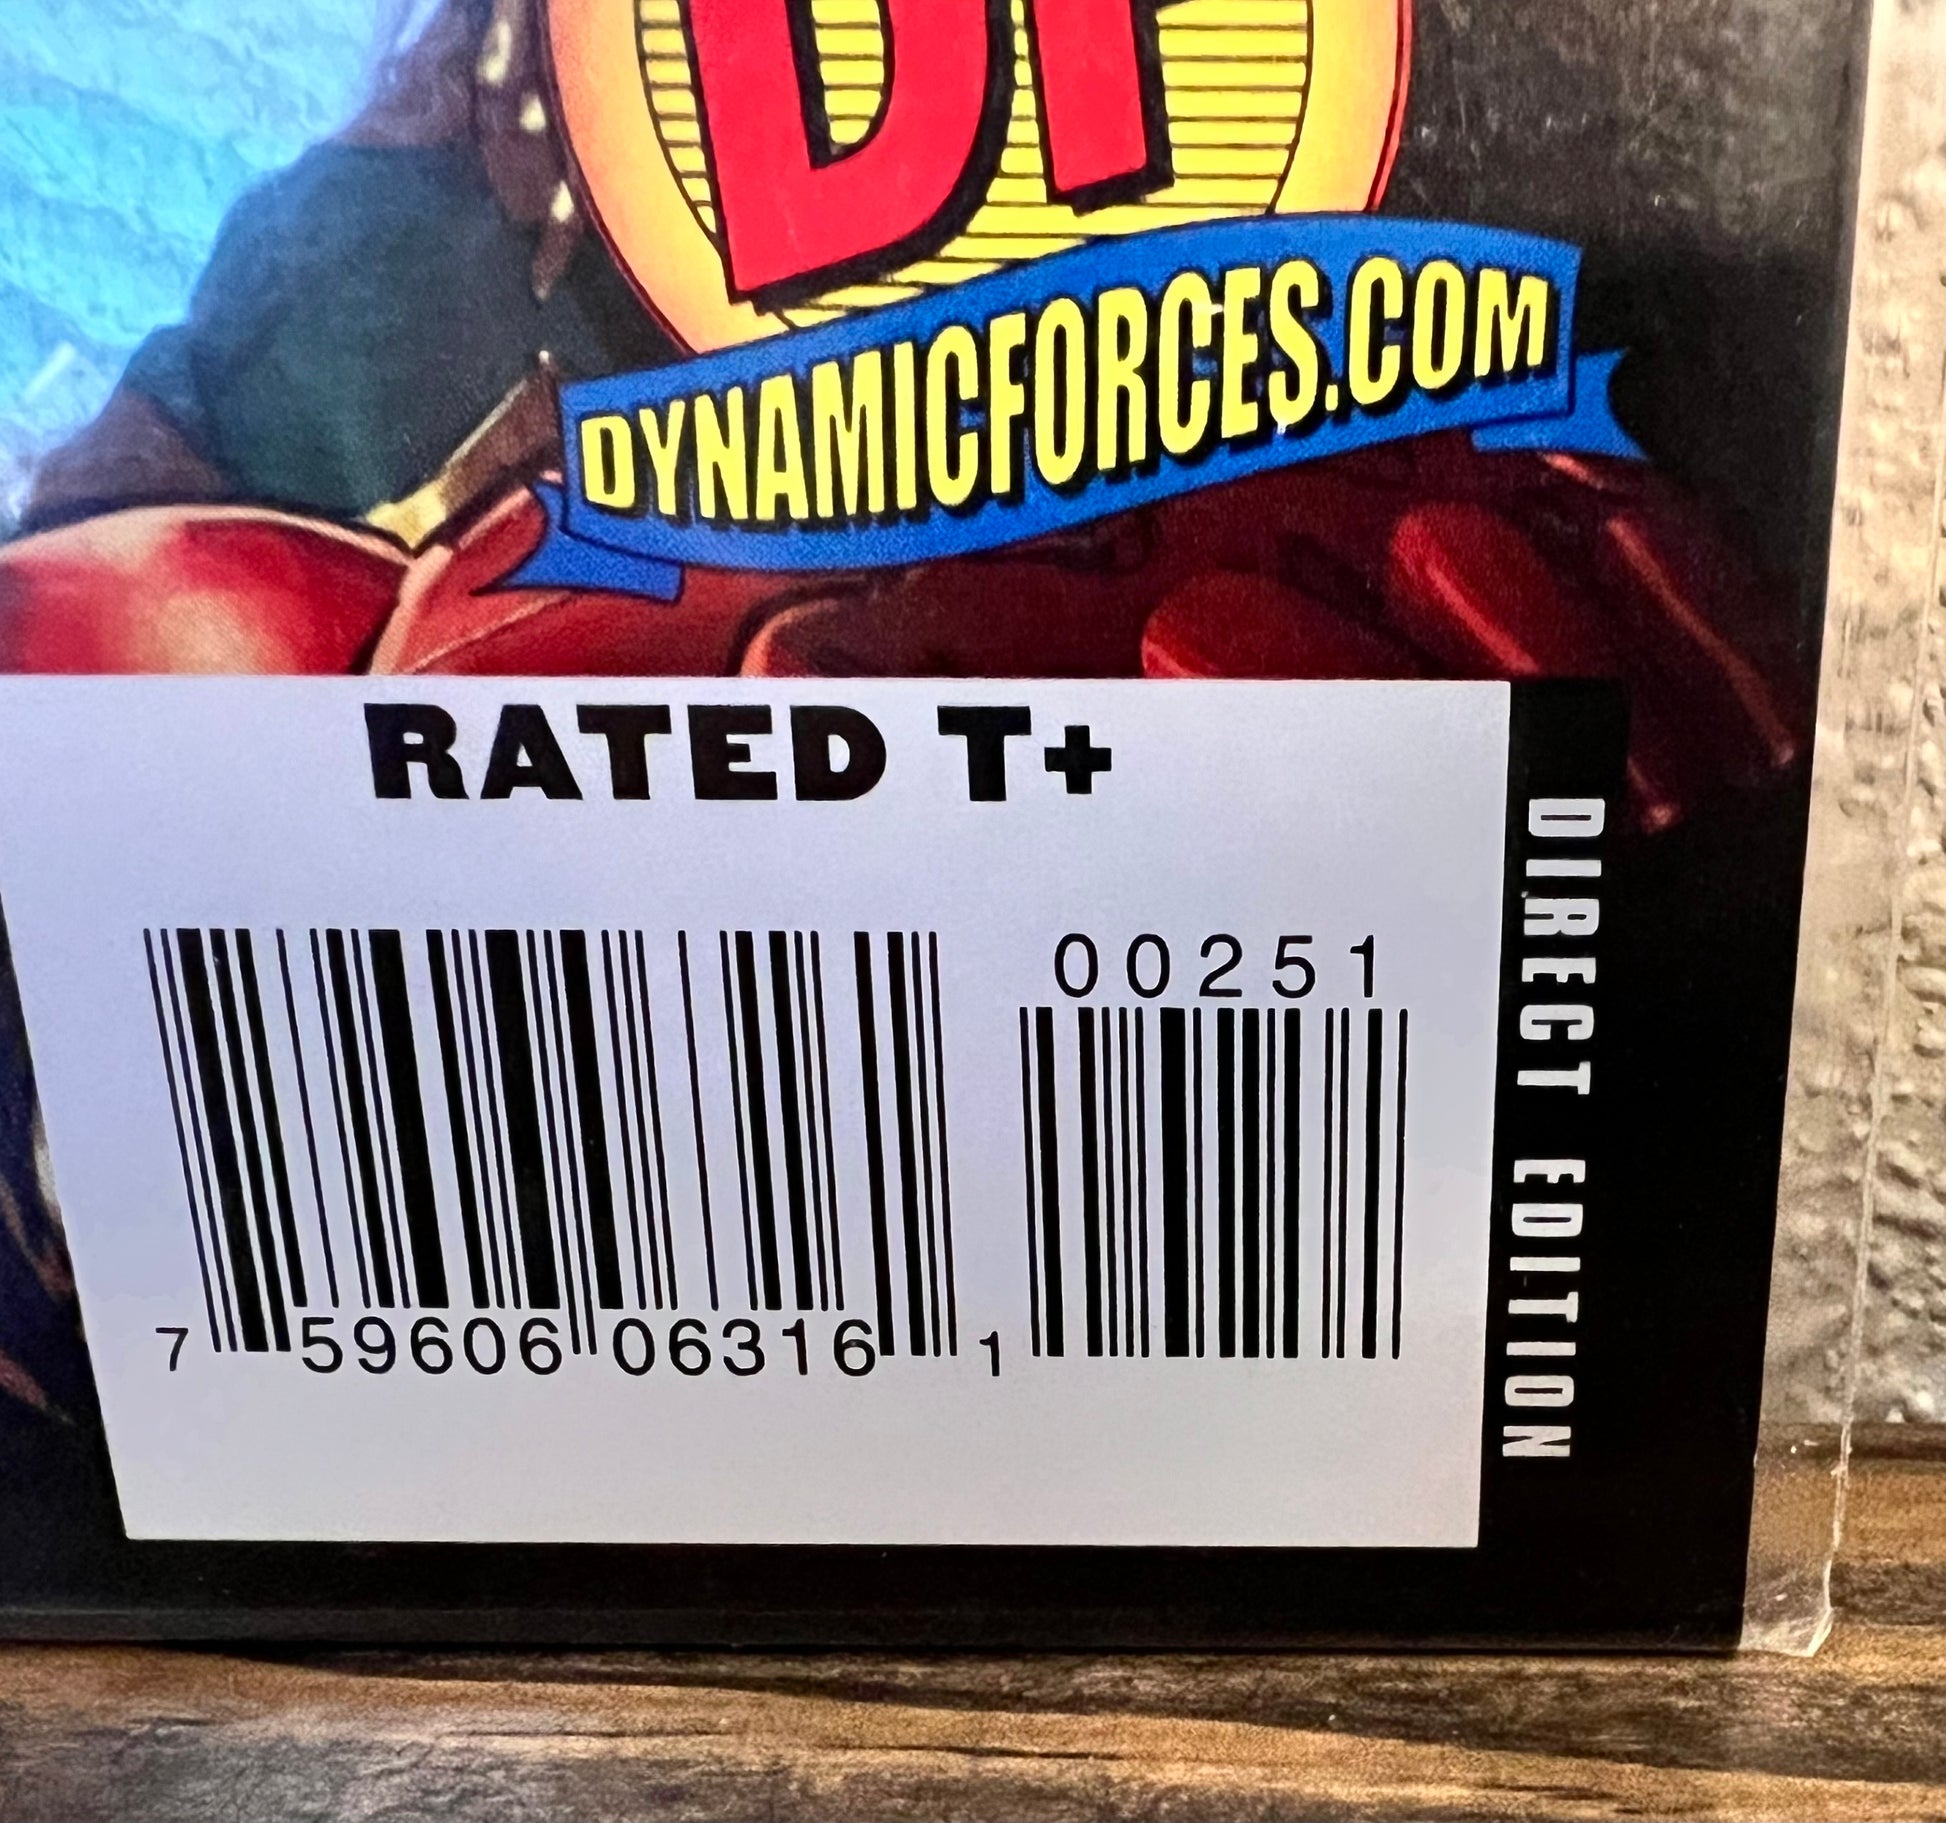 DF
DYNAMICFORCES.COM
RATED T+
00251
7 59606 06316 1
DIRECT EDITION